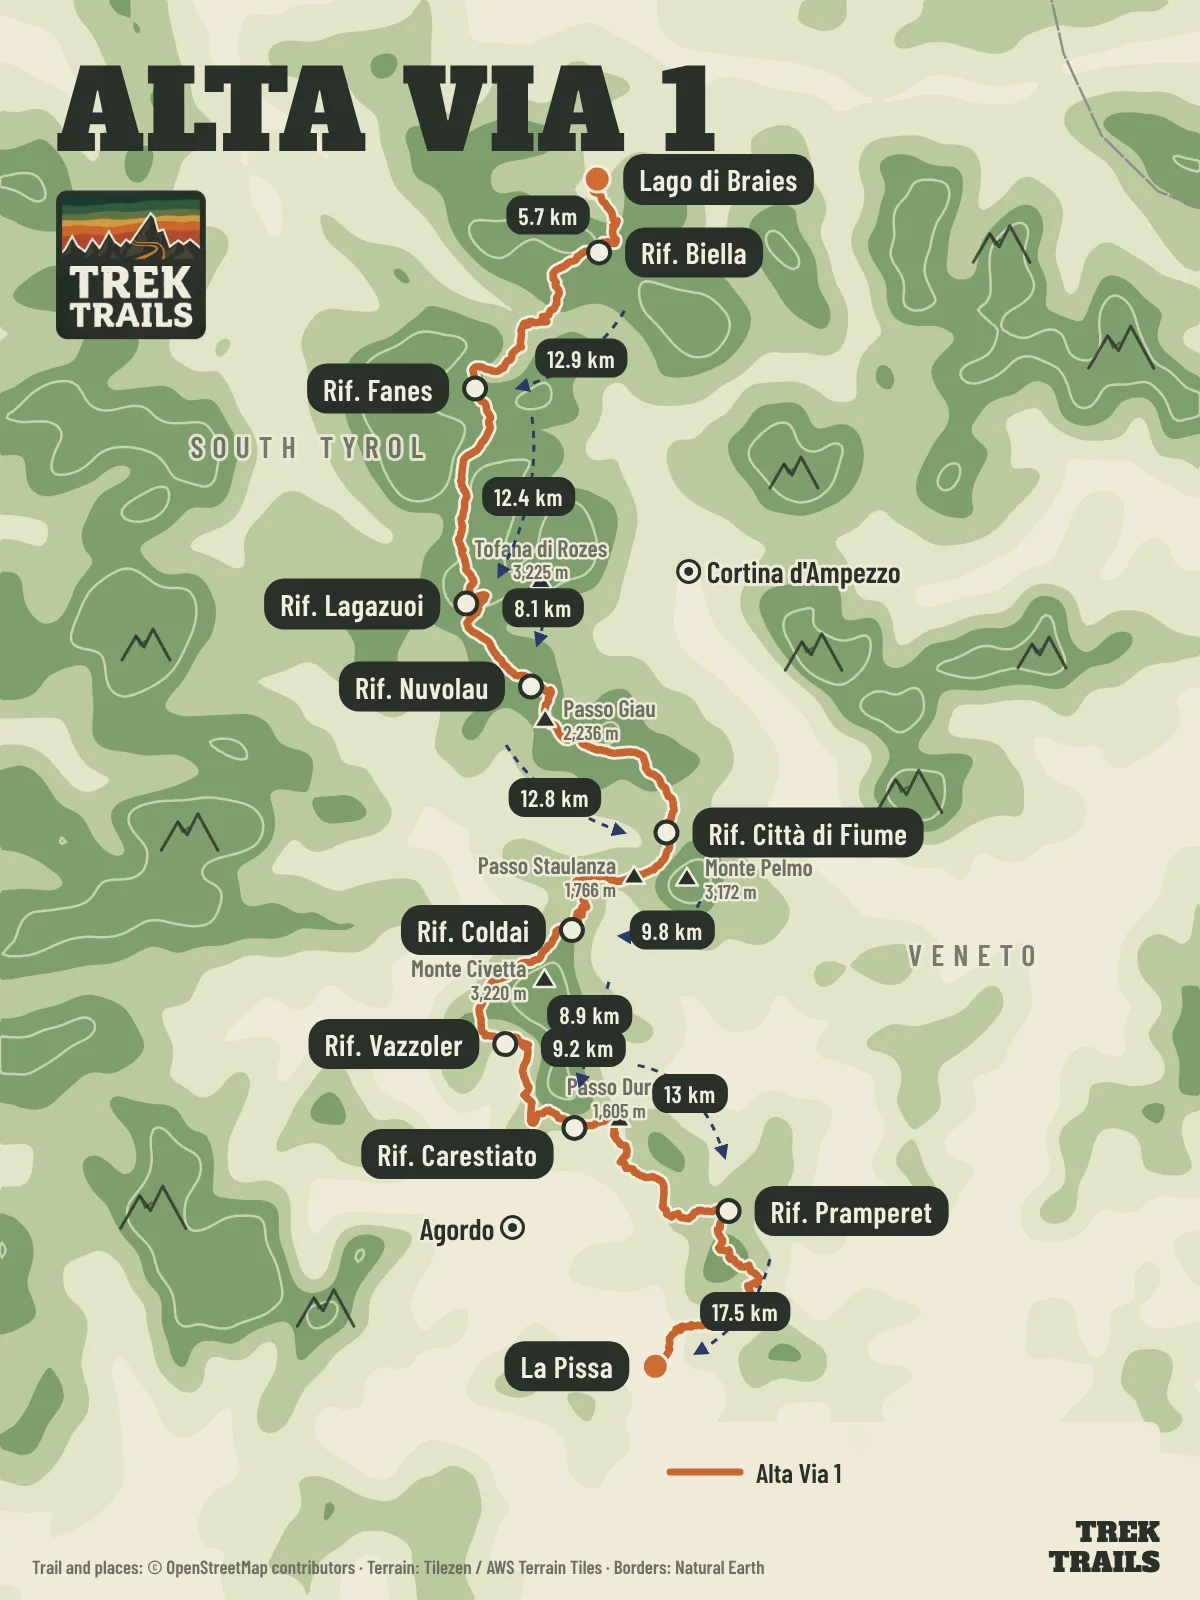 ALTA VIA 1
TREK
TRAILS
Lago di Braies
5.7 km
Rif. Biella
12.9 km
Rif. Fanes
SOUTH TYROL
12.4 km
Tofana di Rozes
3,225 m
Cortina d'Ampezzo
Rif. Lagazuoi
8.1 km
Rif. Nuvolau
Passo Giau
2,236 m
12.8 km
Rif. Città di Fiume
Passo Staulanza
1,766 m
Monte Pelmo
3,172 m
Rif. Coldai
9.8 km
VENETO
Monte Civetta
3,220 m
8.9 km
Rif. Vazzoler
9.2 km
Passo Dur
1,605 m
13 km
Rif. Carestiato
Rif. Pramperet
Agordo
17.5 km
La Pissa
Alta Via 1
TREK
TRAILS
Trail and places: © OpenStreetMap contributors · Terrain: Tilezen / AWS Terrain Tiles · Borders: Natural Earth